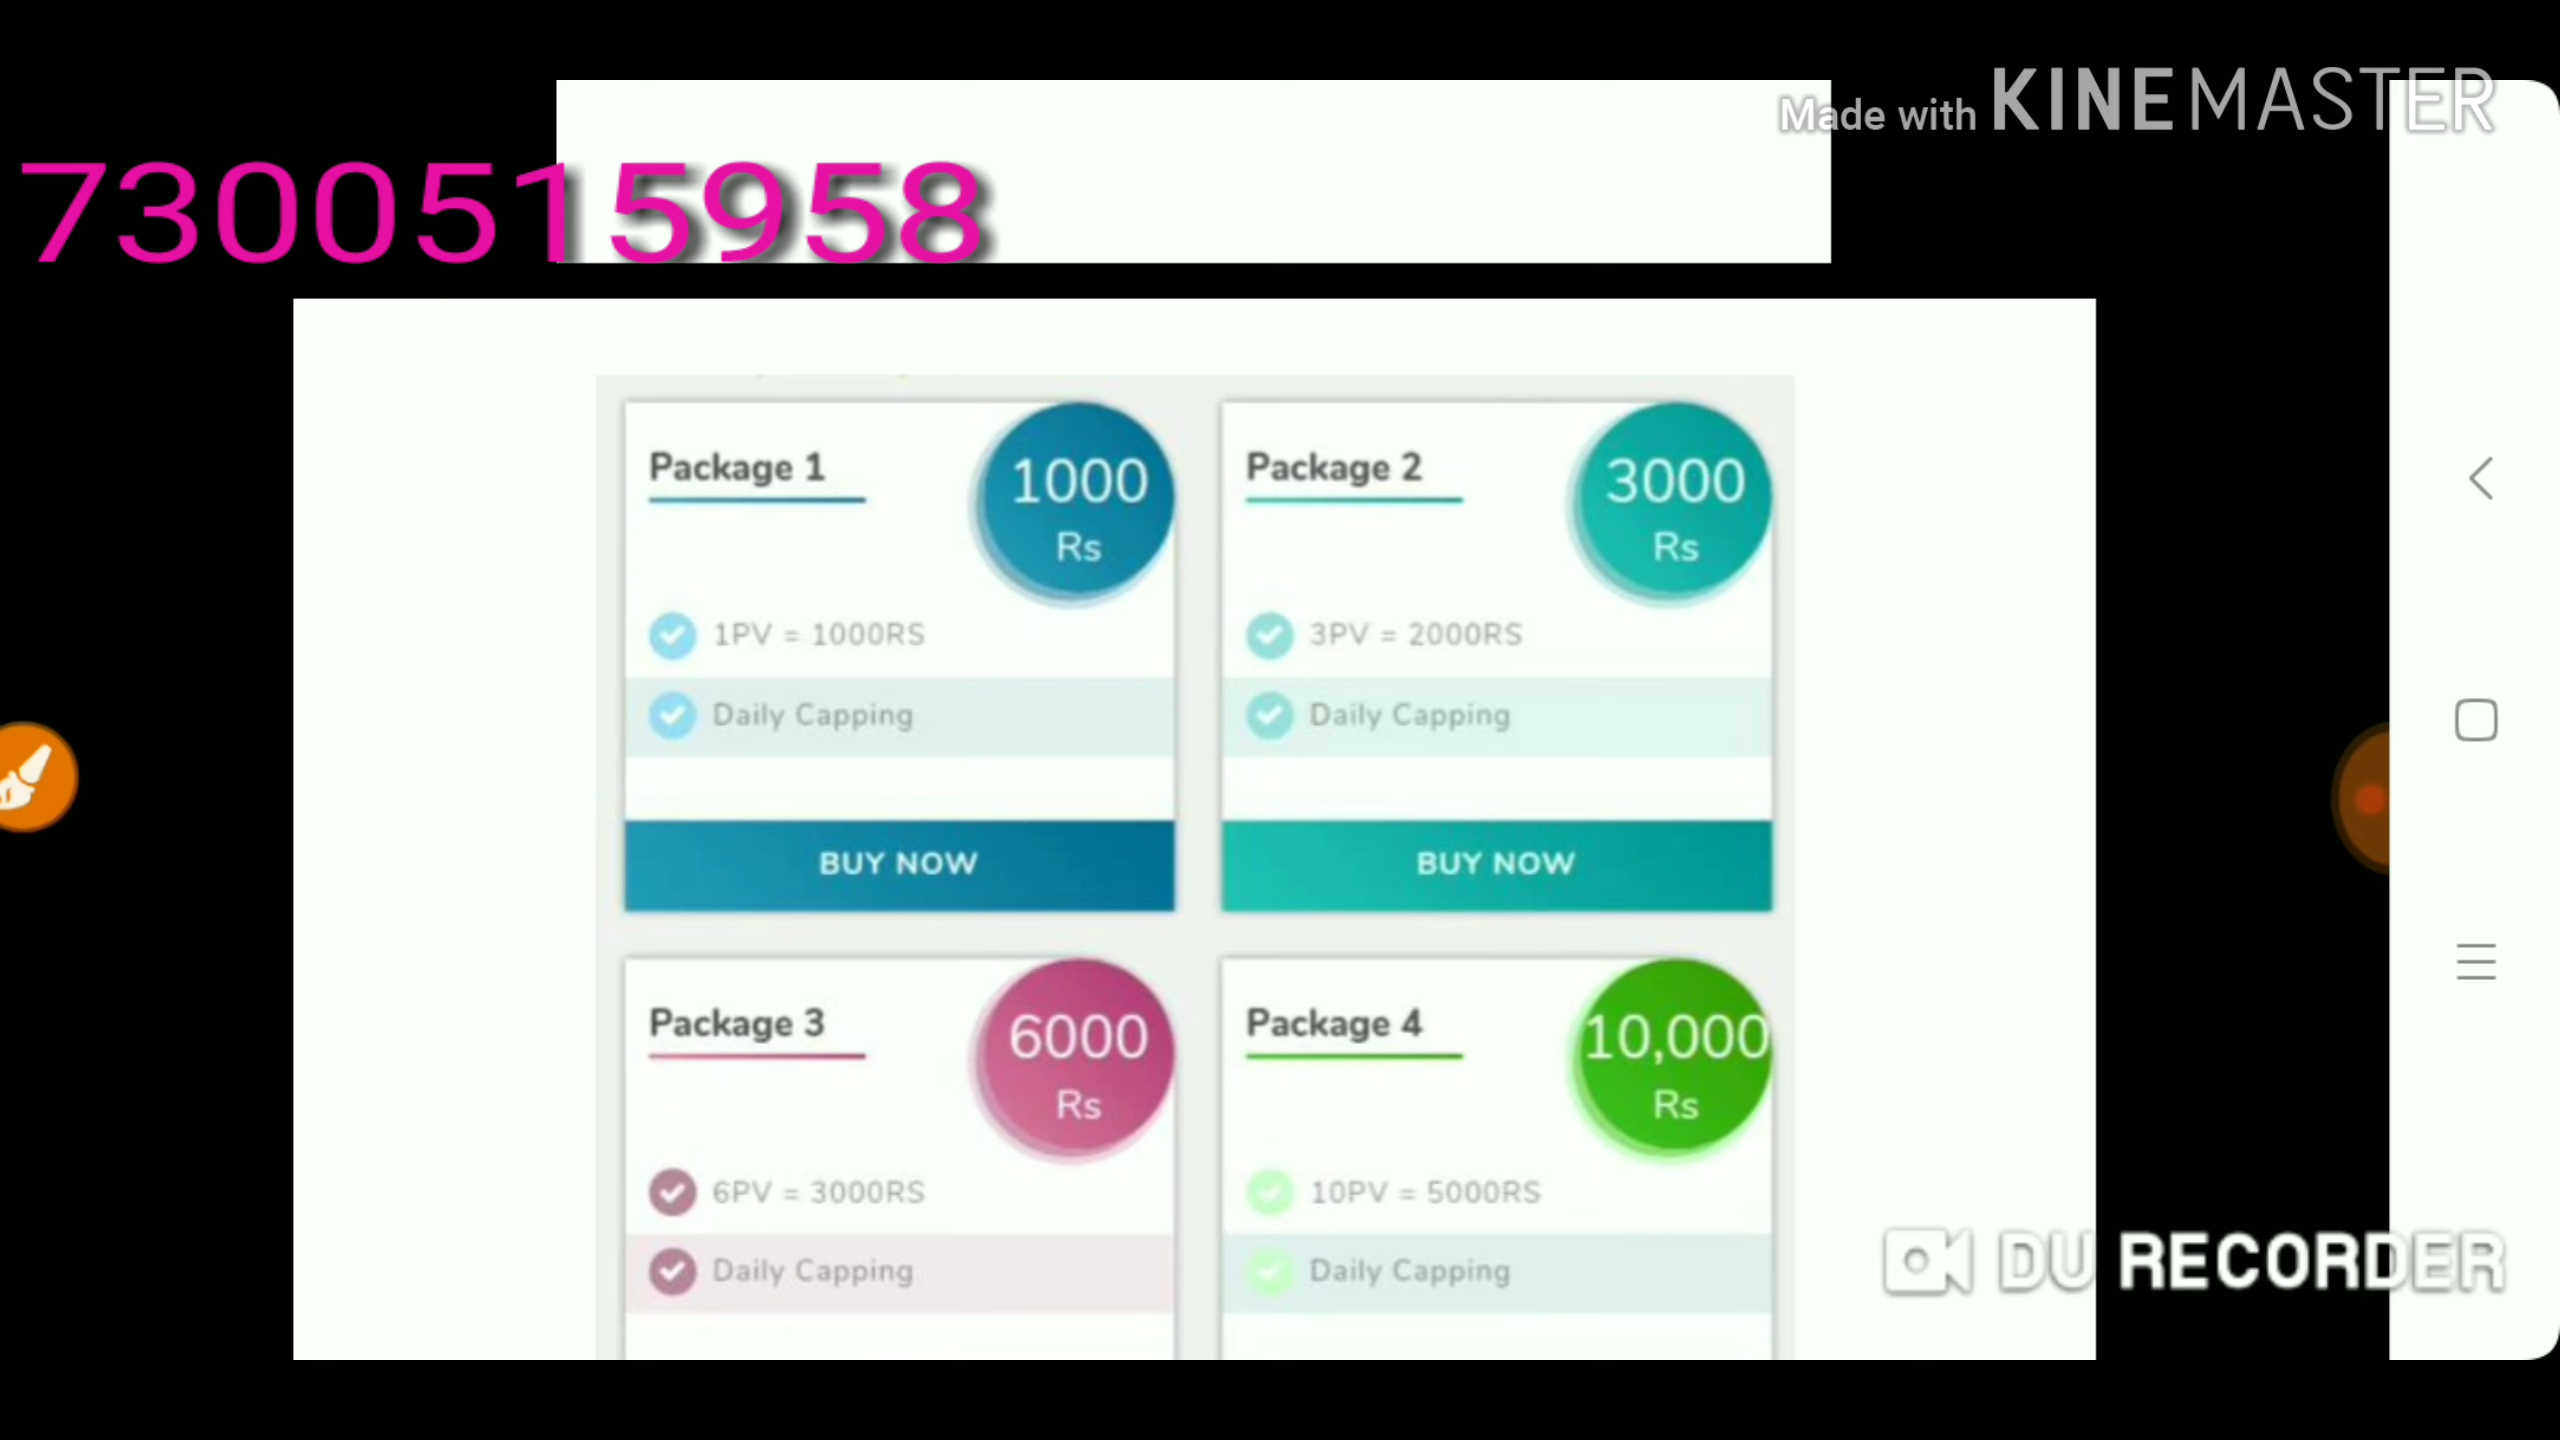 Made with KINEMASTER
7300515958
Package 1
1000
Rs
1PV = 1000RS
Daily Capping
BUY NOW
Package 2
3000
Rs
3PV = 2000RS
Daily Capping
BUY NOW
Package 3
6000
Rs
6PV = 3000RS
Daily Capping
Package 4
10,000
Rs
10PV = 5000RS
Daily Capping
DU RECORDER